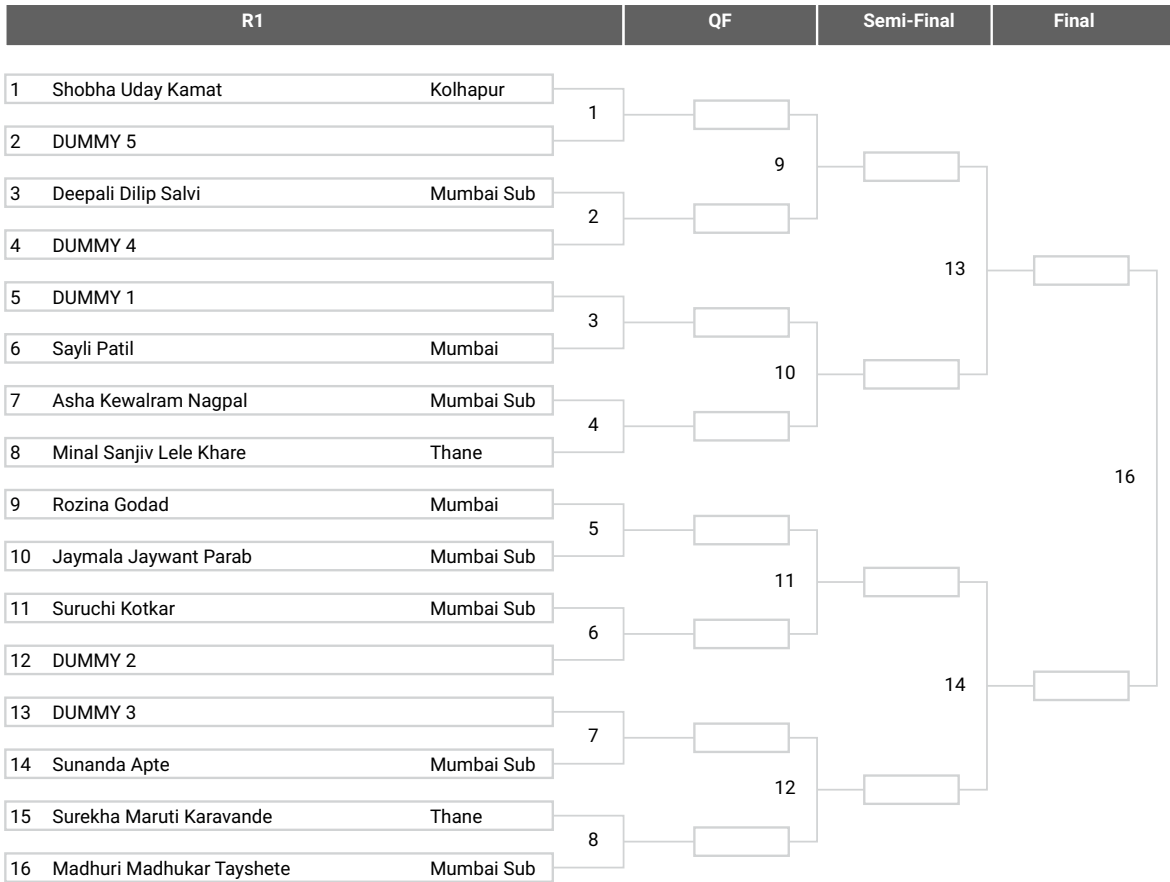 R1 QF Semi-Final Final
1 Shobha Uday Kamat Kolhapur
1
2 DUMMY 5
9
3 Deepali Dilip Salvi Mumbai Sub
2
4 DUMMY 4
13
5 DUMMY 1
3
6 Sayli Patil Mumbai
10
7 Asha Kewalram Nagpal Mumbai Sub
4
8 Minal Sanjiv Lele Khare Thane
16
9 Rozina Godad Mumbai
5
10 Jaymala Jaywant Parab Mumbai Sub
11
11 Suruchi Kotkar Mumbai Sub
6
12 DUMMY 2
14
13 DUMMY 3
7
14 Sunanda Apte Mumbai Sub
12
15 Surekha Maruti Karavande Thane
8
16 Madhuri Madhukar Tayshete Mumbai Sub